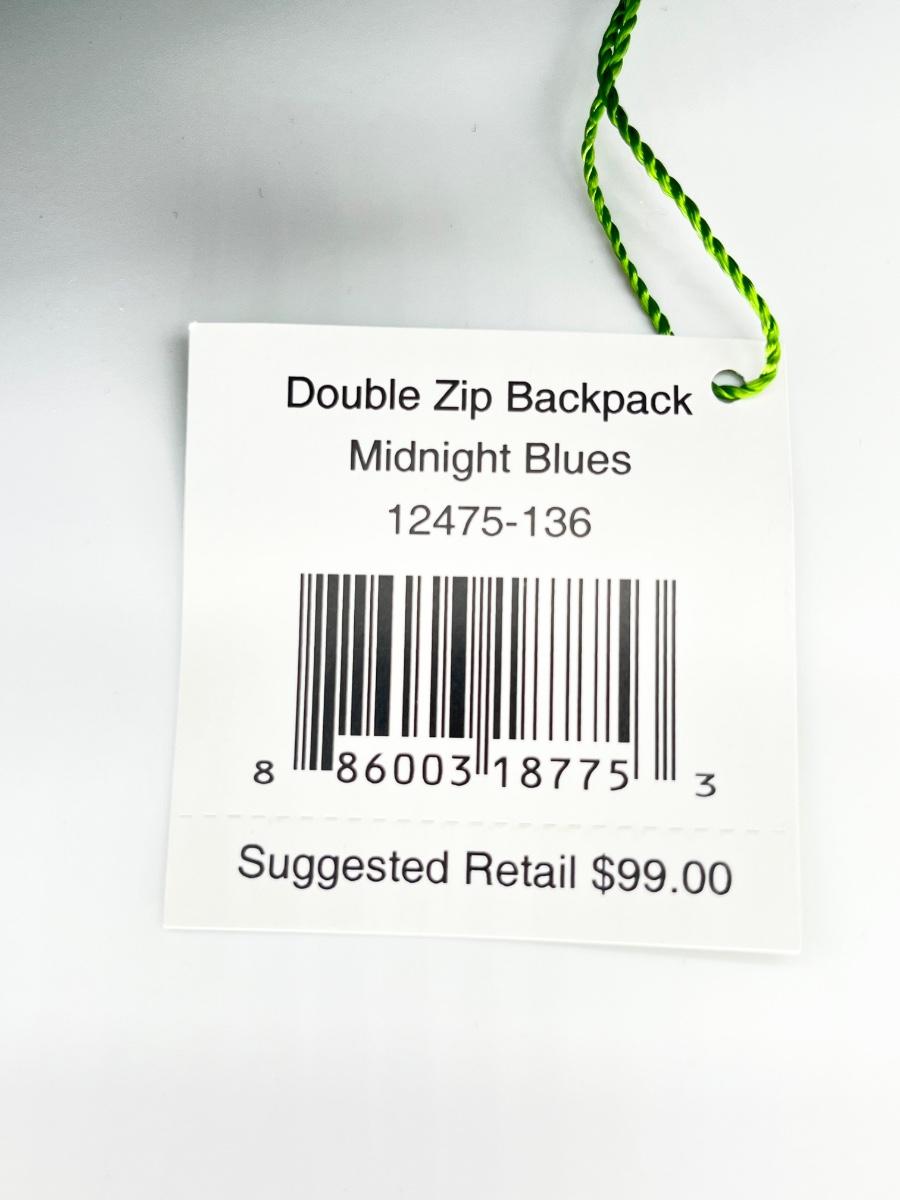 Double Zip Backpack
Midnight Blues
12475-136
8 86003 18775 3
Suggested Retail $99.00